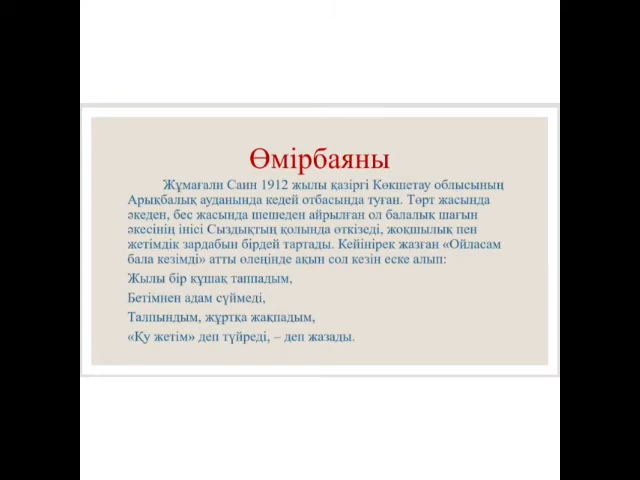 Өмірбаяны
Жұмағали Саин 1912 жылы қазіргі Көкшетау облысының
Арықбалық ауданында кедей отбасында туған. Төрт жасында
әкеден, бес жасында шешеден айрылған ол балалық шағын
әкесінің інісі Сыздықтың қолында өткізеді, жоқшылық пен
жетімдік зардабын бірдей тартады. Кейінірек жазған «Ойласам
бала кезімді» атты өлеңінде ақын сол кезін еске алып:
Жылы бір құшақ таппадым,
Бетімнен адам сүймеді,
Талпындым, жұртқа жақпадым,
«Қу жетім» деп түйреді, – деп жазады.